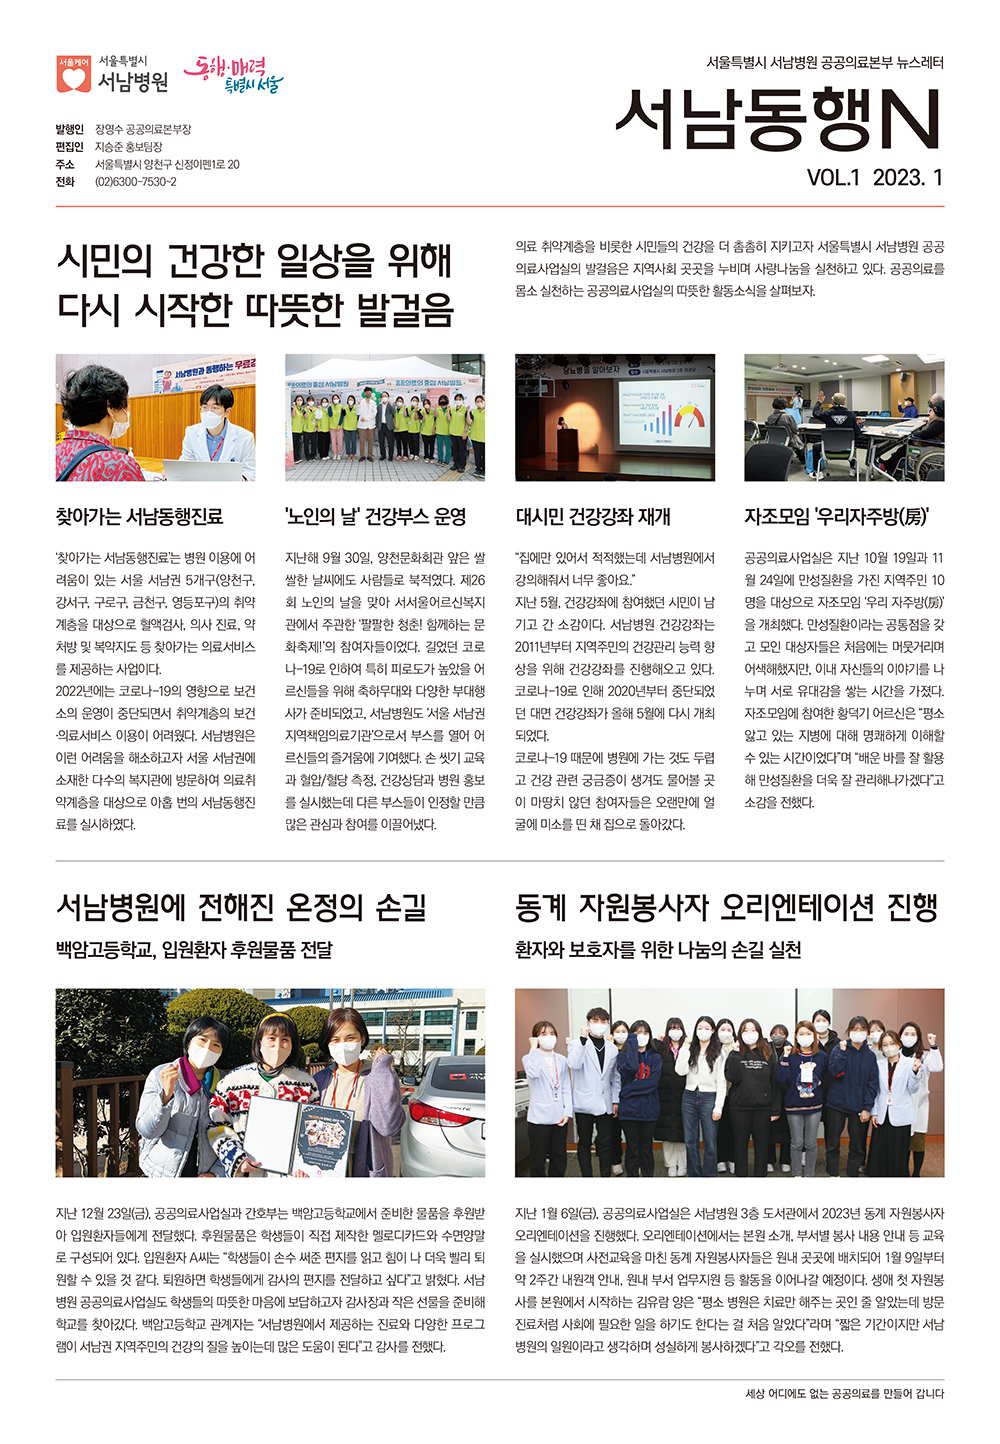 서울케어
서울특별시
서남병원
동행·매력
특별시 서울
발행인 장영수 공공의료본부장
편집인 지승준 홍보팀장
주소 서울특별시 양천구 신정이펜1로 20
전화 (02)6300-7530~2
서울특별시 서남병원 공공의료본부 뉴스레터
서남동행N
VOL.1 2023. 1
시민의 건강한 일상을 위해
다시 시작한 따뜻한 발걸음
의료 취약계층을 비롯한 시민들의 건강을 더 촘촘히 지키고자 서울특별시 서남병원 공공
의료사업실의 발걸음은 지역사회 곳곳을 누비며 사랑나눔을 실천하고 있다. 공공의료를
몸소 실천하는 공공의료사업실의 따뜻한 활동소식을 살펴보자.
서남병원과 동행하는 무료검
찾아가는 서남동행진료
'찾아가는 서남동행진료'는 병원 이용에 어
려움이 있는 서울 서남권 5개구(양천구,
강서구, 구로구, 금천구, 영등포구)의 취약
계층을 대상으로 혈액검사, 의사 진료, 약
처방 및 복약지도 등 찾아가는 의료서비스
를 제공하는 사업이다.
2022년에는 코로나-19의 영향으로 보건
소의 운영이 중단되면서 취약계층의 보건
·의료서비스 이용이 어려웠다. 서남병원은
이런 어려움을 해소하고자 서울 서남권에
소재한 다수의 복지관에 방문하여 의료취
약계층을 대상으로 아홉 번의 서남동행진
료를 실시하였다.
공공의료의 중심 서남병원
'노인의 날' 건강부스 운영
지난해 9월 30일, 양천문화회관 앞은 쌀
쌀한 날씨에도 사람들로 북적였다. 제26
회 노인의 날을 맞아 서서울어르신복지
관에서 주관한 '팔팔한 청춘! 함께하는 문
화축제!'의 참여자들이었다. 길었던 코로
나-19로 인하여 특히 피로도가 높았을 어
르신들을 위해 축하무대와 다양한 부대행
사가 준비되었고, 서남병원도 '서울 서남권
지역책임의료기관'으로서 부스를 열어 어
르신들의 즐거움에 기여했다. 손 씻기 교육
과 혈압/혈당 측정, 건강상담과 병원 홍보
를 실시했는데 다른 부스들이 인정할 만큼
많은 관심과 참여를 이끌어냈다.
당뇨병을 알아보자
대시민 건강강좌 재개
“집에만 있어서 적적했는데 서남병원에서
강의해줘서 너무 좋아요.”
지난 5월, 건강강좌에 참여했던 시민이 남
기고 간 소감이다. 서남병원 건강강좌는
2011년부터 지역주민의 건강관리 능력 향
상을 위해 건강강좌를 진행해오고 있다.
코로나-19로 인해 2020년부터 중단되었
던 대면 건강강좌가 올해 5월에 다시 개최
되었다.
코로나-19 때문에 병원에 가는 것도 두렵
고 건강 관련 궁금증이 생겨도 물어볼 곳
이 마땅치 않던 참여자들은 오랜만에 얼
굴에 미소를 띤 채 집으로 돌아갔다.
자조모임 '우리자주방(房)'
공공의료사업실은 지난 10월 19일과 11
월 24일에 만성질환을 가진 지역주민 10
명을 대상으로 자조모임 '우리 자주방(房)'
을 개최했다. 만성질환이라는 공통점을 갖
고 모인 대상자들은 처음에는 머뭇거리며
어색해했지만, 이내 자신들의 이야기를 나
누며 서로 유대감을 쌓는 시간을 가졌다.
자조모임에 참여한 황덕기 어르신은 “평소
앓고 있는 지병에 대해 명쾌하게 이해할
수 있는 시간이었다”며 “배운 바를 잘 활용
해 만성질환을 더욱 잘 관리해나가겠다”고
소감을 전했다.
서남병원에 전해진 온정의 손길
백암고등학교, 입원환자 후원물품 전달
지난 12월 23일(금), 공공의료사업실과 간호부는 백암고등학교에서 준비한 물품을 후원받
아 입원환자들에게 전달했다. 후원물품은 학생들이 직접 제작한 멜로디카드와 수면양말
로 구성되어 있다. 입원환자 A씨는 “학생들이 손수 써준 편지를 읽고 힘이 나 더욱 빨리 퇴
원할 수 있을 것 같다. 퇴원하면 학생들에게 감사의 편지를 전달하고 싶다”고 밝혔다. 서남
병원 공공의료사업실도 학생들의 따뜻한 마음에 보답하고자 감사장과 작은 선물을 준비해
학교를 찾아갔다. 백암고등학교 관계자는 “서남병원에서 제공하는 진료와 다양한 프로그
램이 서남권 지역주민의 건강의 질을 높이는데 많은 도움이 된다”고 감사를 전했다.
동계 자원봉사자 오리엔테이션 진행
환자와 보호자를 위한 나눔의 손길 실천
지난 1월 6일(금), 공공의료사업실은 서남병원 3층 도서관에서 2023년 동계 자원봉사자
오리엔테이션을 진행했다. 오리엔테이션에서는 본원 소개, 부서별 봉사 내용 안내 등 교육
을 실시했으며 사전교육을 마친 동계 자원봉사자들은 원내 곳곳에 배치되어 1월 9일부터
약 2주간 내원객 안내, 원내 부서 업무지원 등 활동을 이어나갈 예정이다. 생애 첫 자원봉
사를 본원에서 시작하는 김유람 양은 “평소 병원은 치료만 해주는 곳인 줄 알았는데 방문
진료처럼 사회에 필요한 일을 하기도 한다는 걸 처음 알았다”라며 “짧은 기간이지만 서남
병원의 일원이라고 생각하며 성실하게 봉사하겠다”고 각오를 전했다.
세상 어디에도 없는 공공의료를 만들어 갑니다